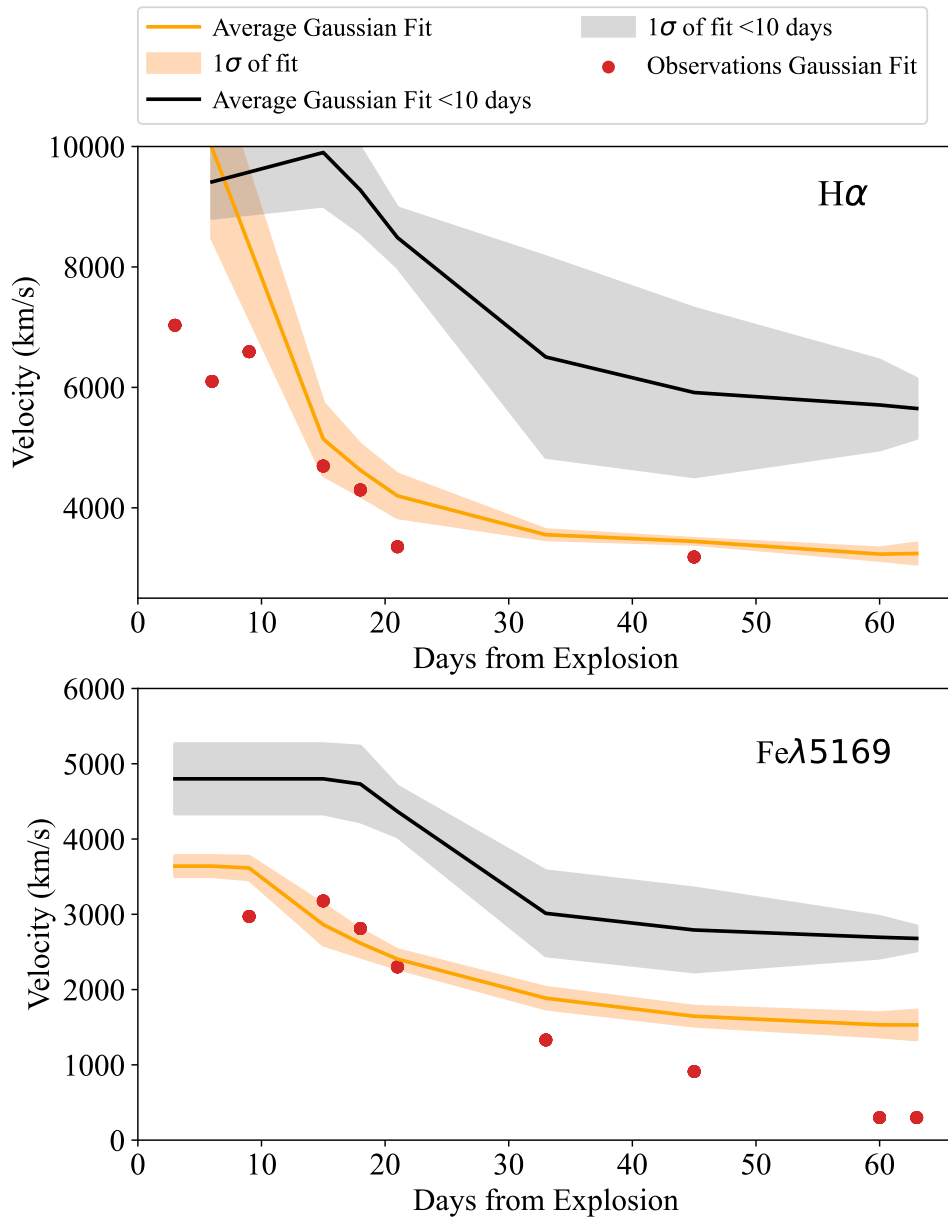 Average Gaussian Fit
1σ of fit
Average Gaussian Fit <10 days
1σ of fit <10 days
Observations Gaussian Fit
10000
8000
6000
4000
Velocity (km/s)
Hα
0 10 20 30 40 50 60
Days from Explosion
6000
5000
4000
3000
2000
1000
0
Velocity (km/s)
Feλ5169
0 10 20 30 40 50 60
Days from Explosion